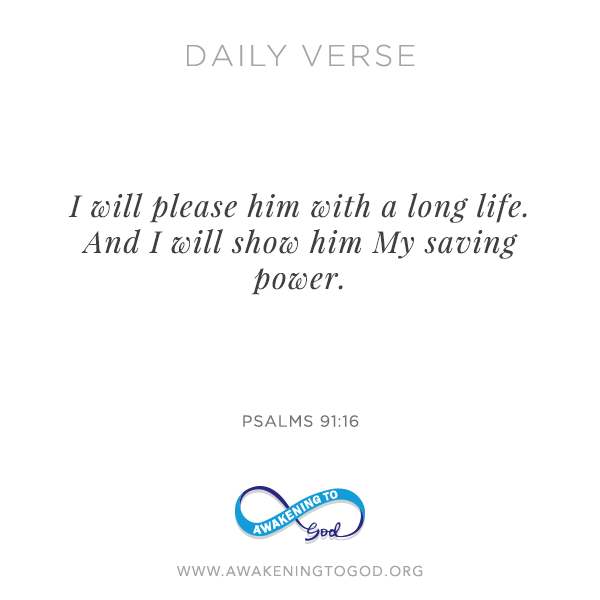 DAILY VERSE
I will please him with a long life.
And I will show him My saving
power.
PSALMS 91:16
AWAKENING TO
God
WWW.AWAKENINGTOGOD.ORG